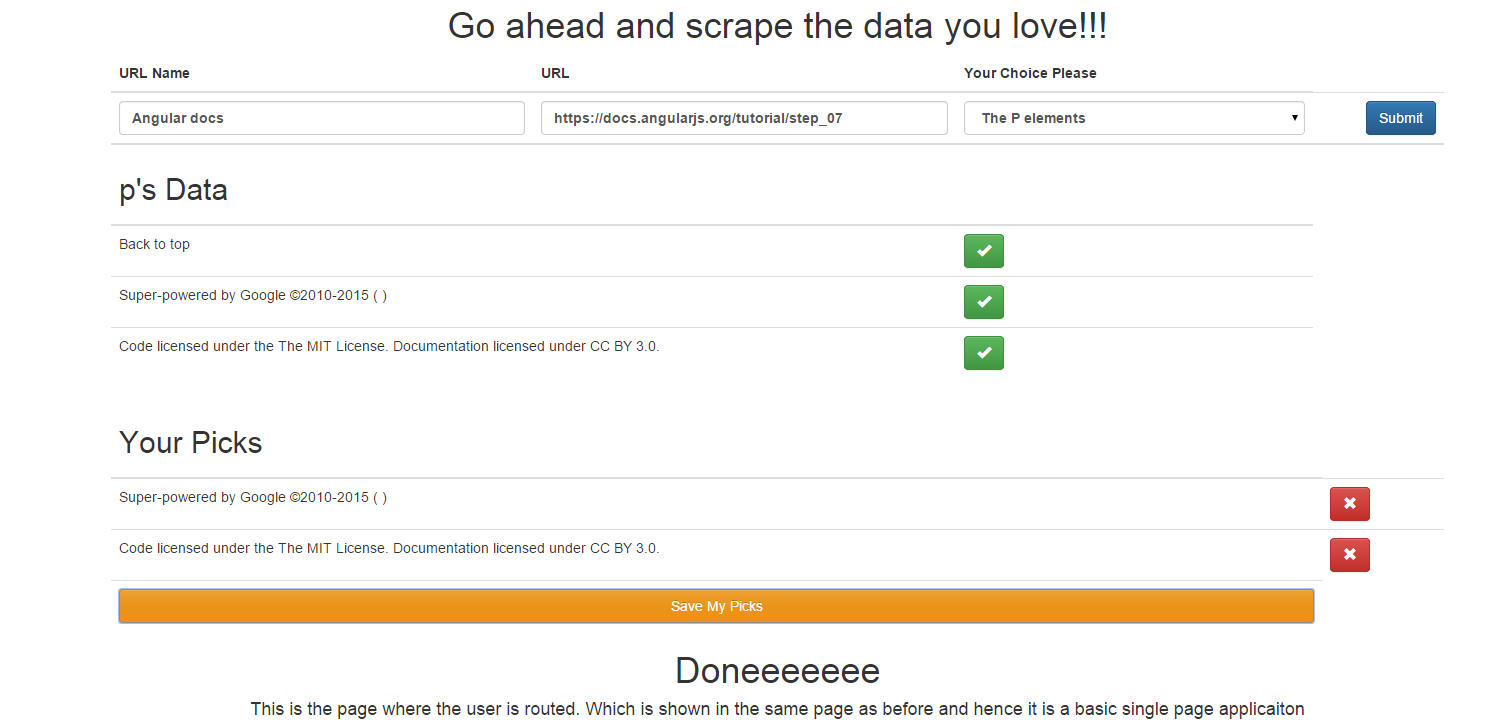 Go ahead and scrape the data you love!!!
URL Name URL Your Choice Please
Angular docs https://docs.angularjs.org/tutorial/step_07 The P elements Submit
p's Data
Back to top
Super-powered by Google ©2010-2015 ( )
Code licensed under the The MIT License. Documentation licensed under CC BY 3.0.
Your Picks
Super-powered by Google ©2010-2015 ( )
Code licensed under the The MIT License. Documentation licensed under CC BY 3.0.
Save My Picks
Doneeeeeee
This is the page where the user is routed. Which is shown in the same page as before and hence it is a basic single page applicaiton